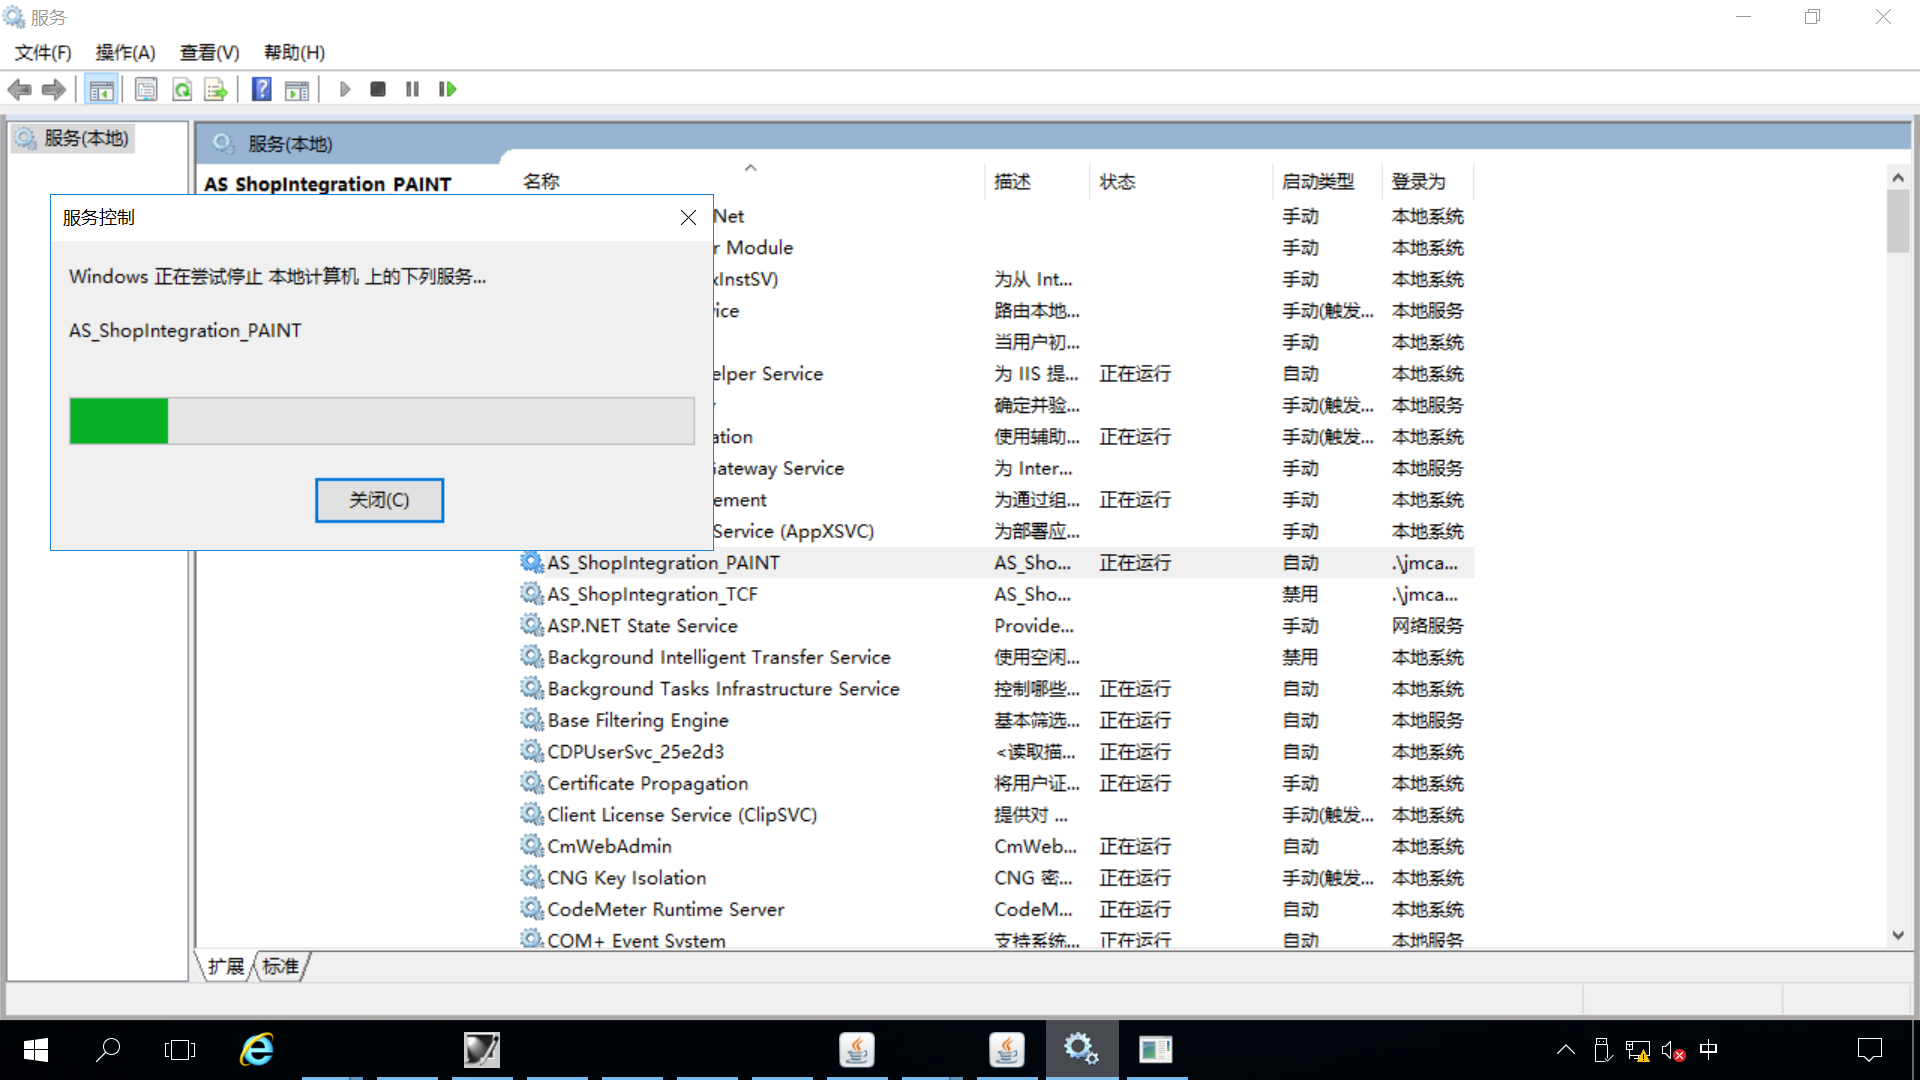 服务
文件(F) 操作(A) 查看(V) 帮助(H)
服务(本地)
服务(本地)
AS_ShopIntegration_PAINT
名称 描述 状态 启动类型 登录为
服务控制
Windows 正在尝试停止 本地计算机 上的下列服务...
AS_ShopIntegration_PAINT
关闭(C)
Net 手动 本地系统
r Module 手动 本地系统
xInstSV) 为从 Int... 手动 本地系统
ice 路由本地... 手动(触发... 本地服务
当用户初... 手动 本地系统
elper Service 为 IIS 提... 正在运行 自动 本地系统
确定并验... 手动(触发... 本地服务
ation 使用辅助... 正在运行 手动(触发... 本地系统
Gateway Service 为 Inter... 手动 本地服务
ement 为通过组... 正在运行 手动 本地系统
Service (AppXSVC) 为部署应... 手动 本地系统
AS_ShopIntegration_PAINT AS_Sho... 正在运行 自动 .\jmca...
AS_ShopIntegration_TCF AS_Sho... 禁用 .\jmca...
ASP.NET State Service Provide... 手动 网络服务
Background Intelligent Transfer Service 使用空闲... 禁用 本地系统
Background Tasks Infrastructure Service 控制哪些... 正在运行 自动 本地系统
Base Filtering Engine 基本筛选... 正在运行 自动 本地服务
CDPUserSvc_25e2d3 <读取描... 正在运行 自动 本地系统
Certificate Propagation 将用户证... 正在运行 手动 本地系统
Client License Service (ClipSVC) 提供对 ... 手动(触发... 本地系统
CmWebAdmin CmWeb... 正在运行 自动 本地系统
CNG Key Isolation CNG 密... 正在运行 手动(触发... 本地系统
CodeMeter Runtime Server CodeM... 正在运行 自动 本地系统
COM+ Event System 支持系统... 正在运行 自动 本地服务
扩展 标准
中